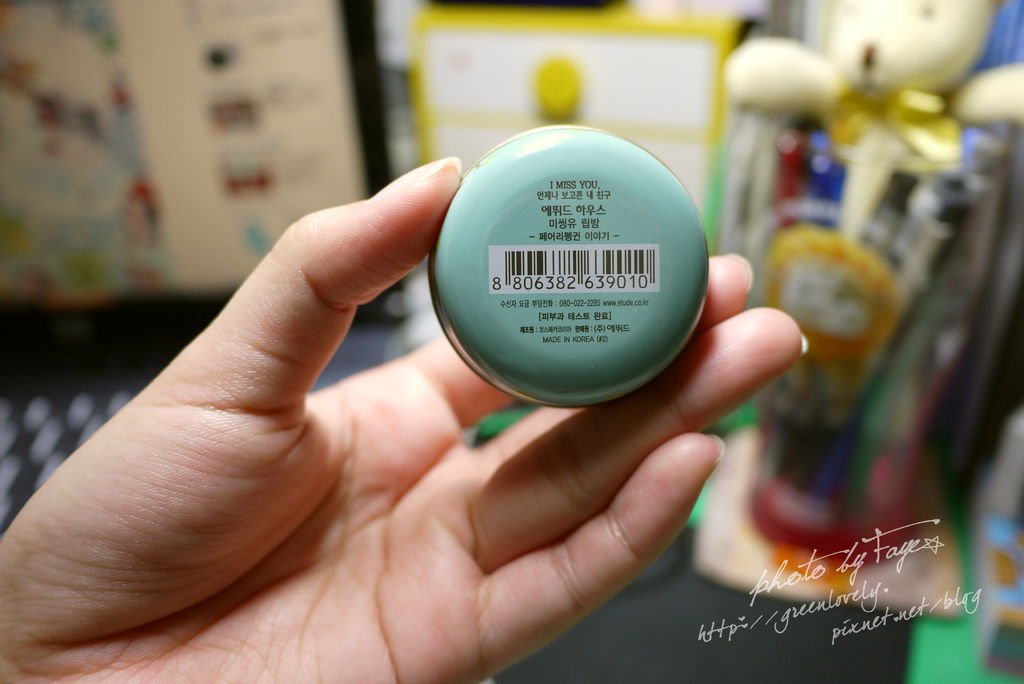 I MISS YOU,
언제나 보고픈 내 친구
에뛰드 하우스
미씽유 립밤
- 페어리펭귄 이야기 -
8 806382 639010
수신자 요금 부담전화 : 080-022-2285 www.etude.co.kr
[피부과 테스트 완료]
제조원 : 코스메카코리아 판매원 : (주) 에뛰드
MADE IN KOREA (#2)
photo by Faye
http://greenlovely.
pixnet.net/blog